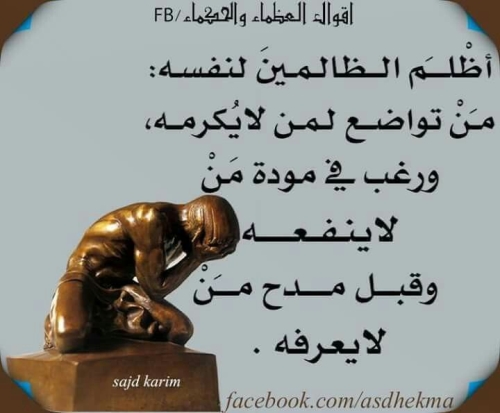 اقوال العظماء والحكماء/FB
أظْلَم الظالمينَ لنفسه:
مَنْ تواضع لمن لايُكرمه،
ورغب في مودة مَنْ
لاينفعه
وقبل مدح مَنْ
لايعرفه .
sajd karim
facebook.com/asdhekma